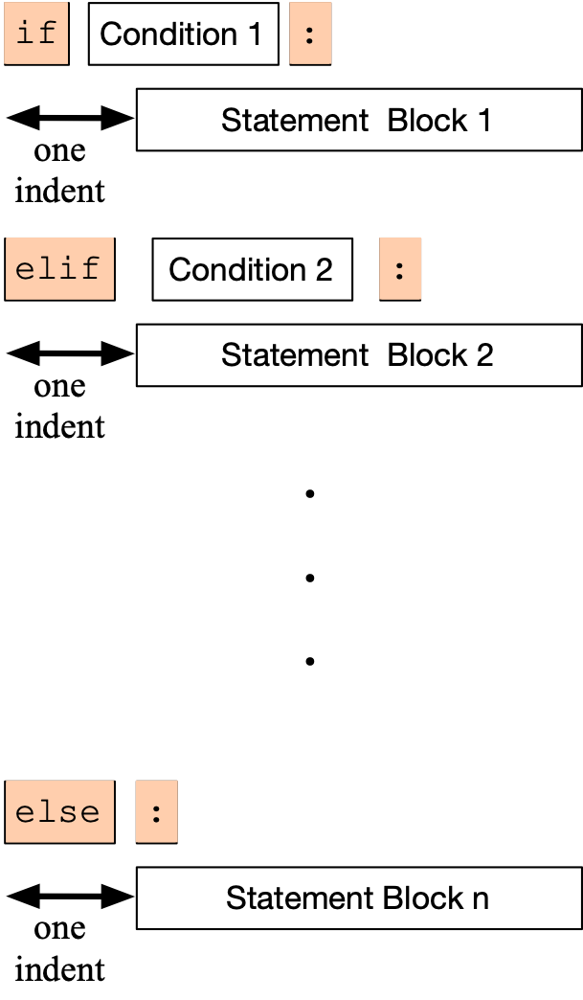 if Condition 1 :
Statement Block 1
one
indent
elif Condition 2 :
Statement Block 2
one
indent
else :
Statement Block n
one
indent